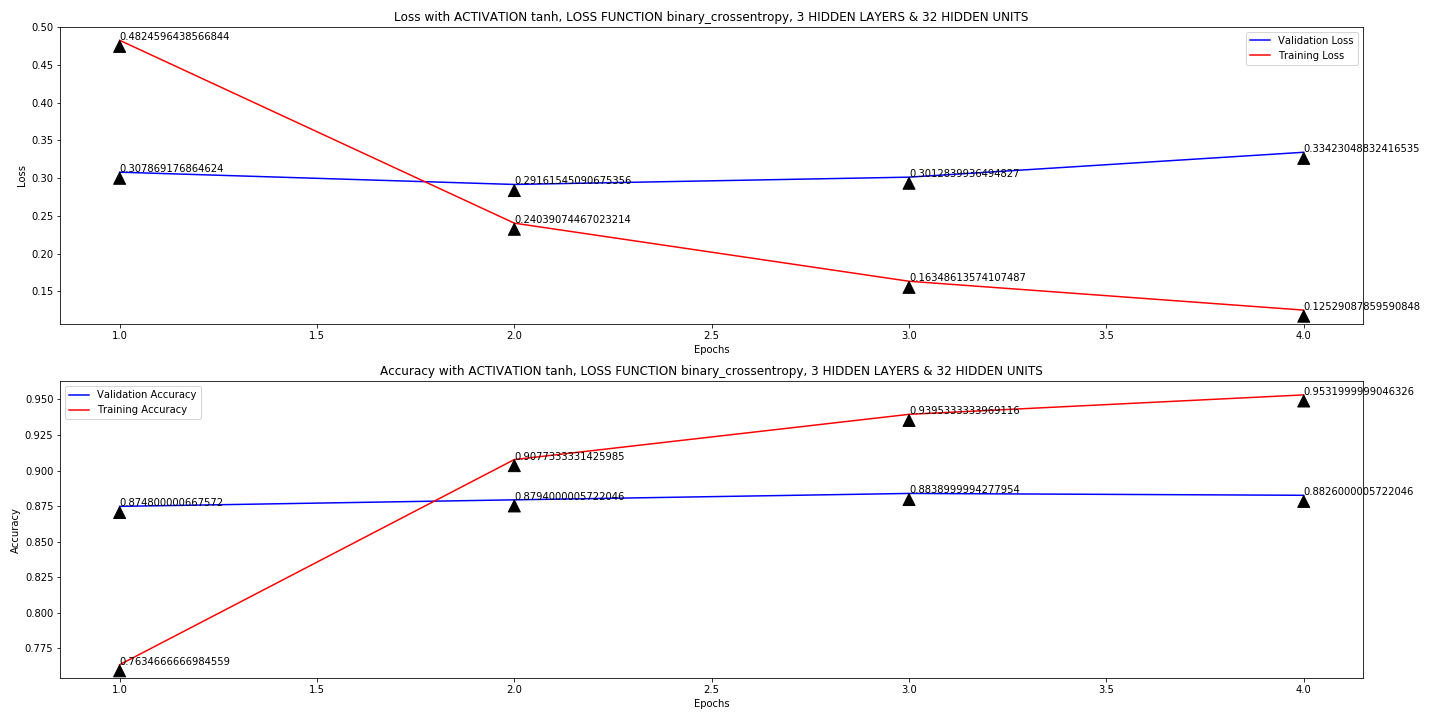 Loss with ACTIVATION tanh, LOSS FUNCTION binary_crossentropy, 3 HIDDEN LAYERS & 32 HIDDEN UNITS
0.50
0.45
0.40
0.35
0.30
0.25
0.20
0.15
Loss
0.4824596438566844
0.307869176864624
0.29161545090675356
0.24039074467023214
0.3012839936494827
0.16348613574107487
0.33423048832416535
0.12529087859590848
Validation Loss
Training Loss
1.0 1.5 2.0 2.5 3.0 3.5 4.0
Epochs
Accuracy with ACTIVATION tanh, LOSS FUNCTION binary_crossentropy, 3 HIDDEN LAYERS & 32 HIDDEN UNITS
Validation Accuracy
Training Accuracy
0.950
0.925
0.900
0.875
0.850
0.825
0.800
0.775
Accuracy
0.874800000667572
0.7634666666984559
0.9077333331425985
0.8794000005722046
0.9395333333969116
0.8838999994277954
0.9531999999046326
0.8826000005722046
1.0 1.5 2.0 2.5 3.0 3.5 4.0
Epochs